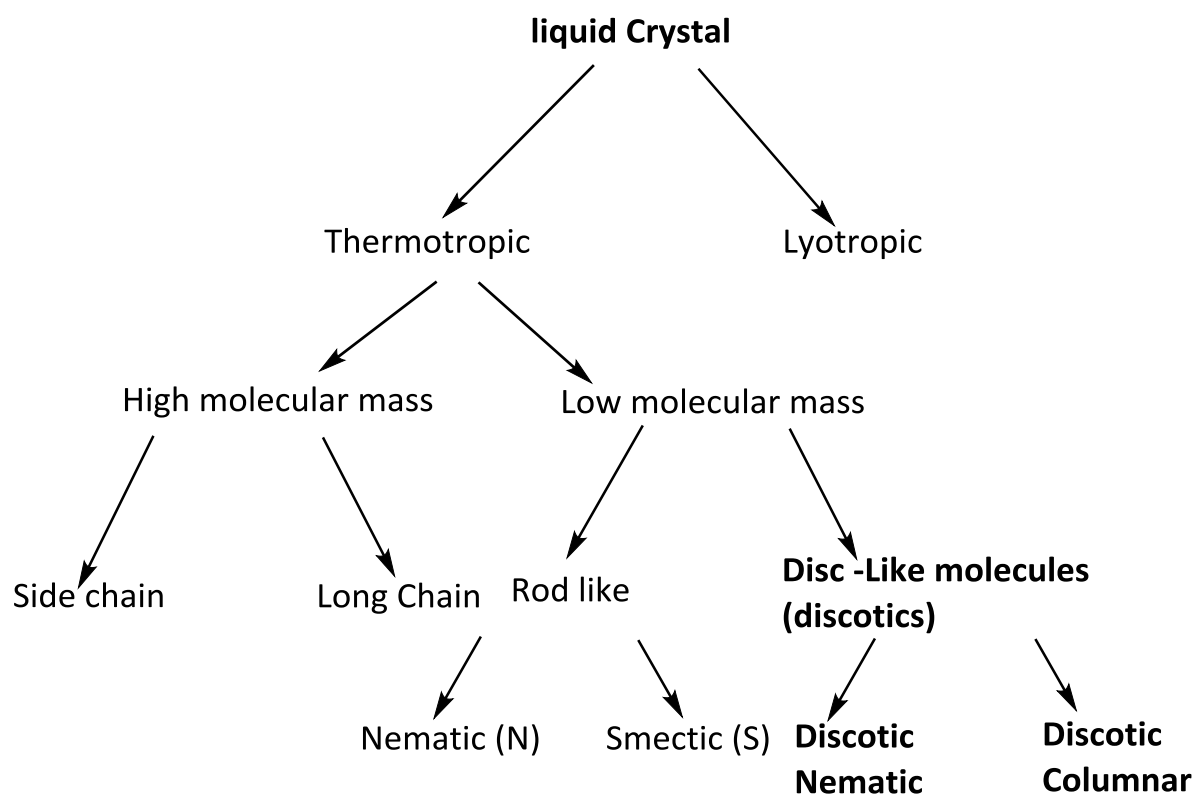 liquid Crystal
Thermotropic
Lyotropic
High molecular mass
Low molecular mass
Side chain
Long Chain
Rod like
Disc -Like molecules
(discotics)
Nematic (N)
Smectic (S)
Discotic
Nematic
Discotic
Columnar